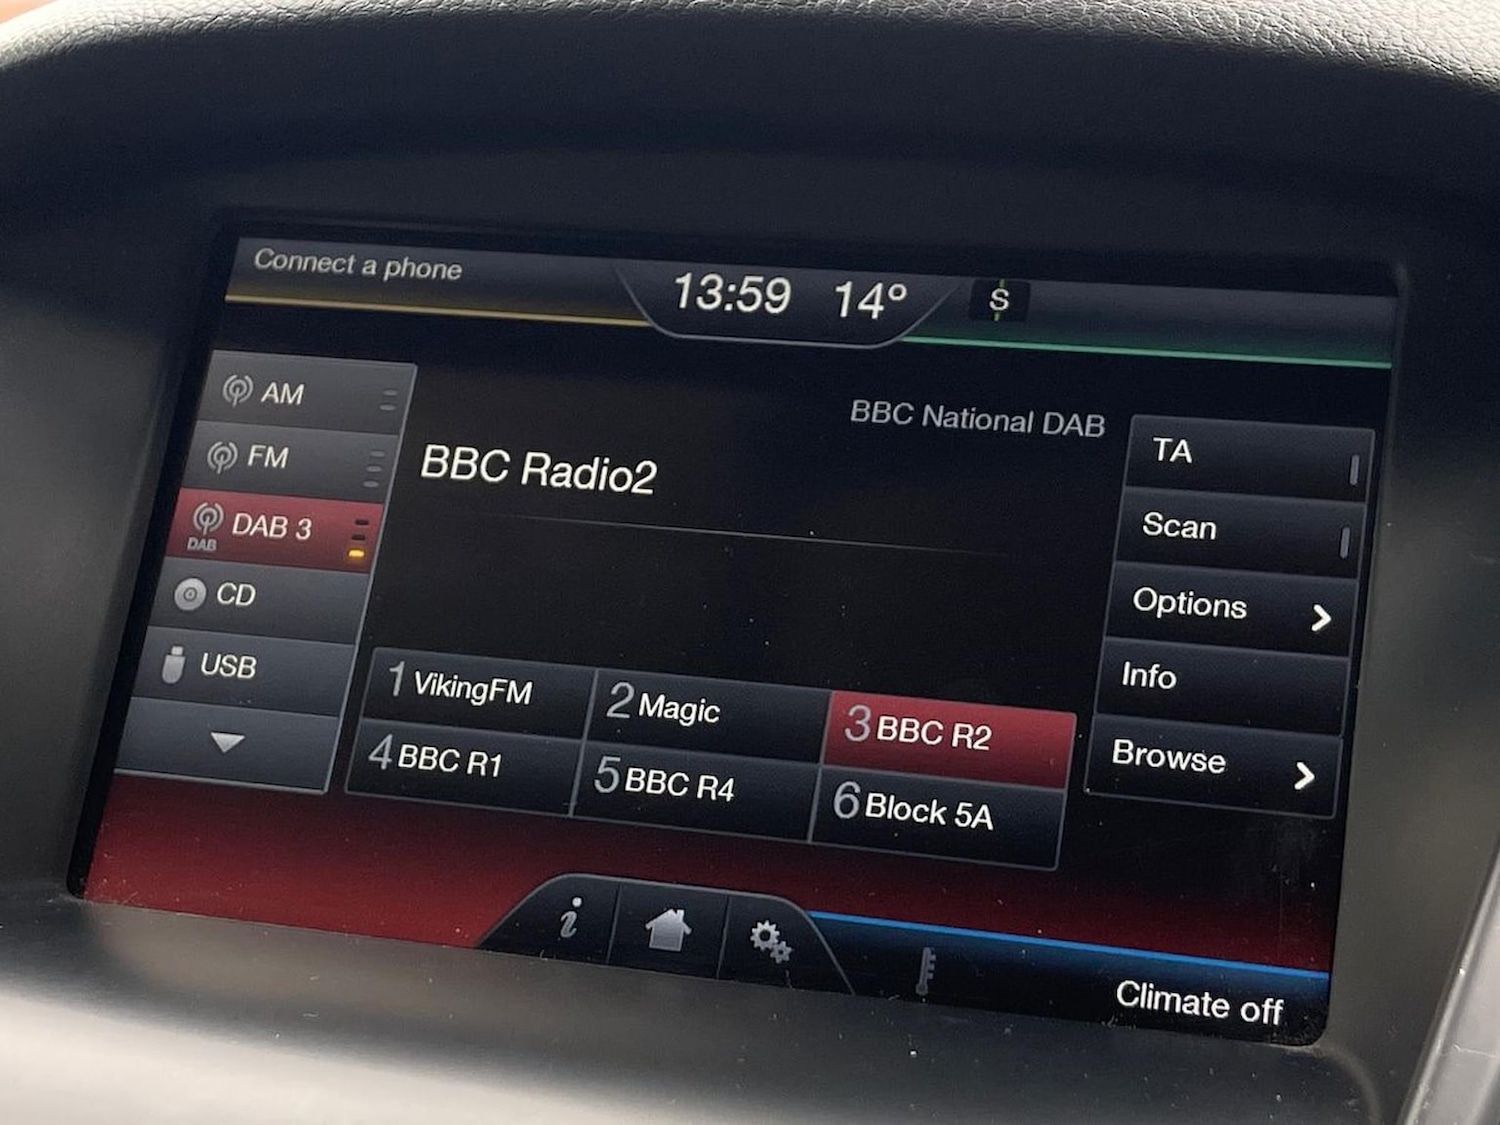 Connect a phone
13:59 14°
S
AM
FM
DAB 3
DAB
CD
USB
BBC National DAB
BBC Radio2
TA
Scan
Options
Info
Browse
1 VikingFM
2 Magic
3 BBC R2
4 BBC R1
5 BBC R4
6 Block 5A
i
Climate off